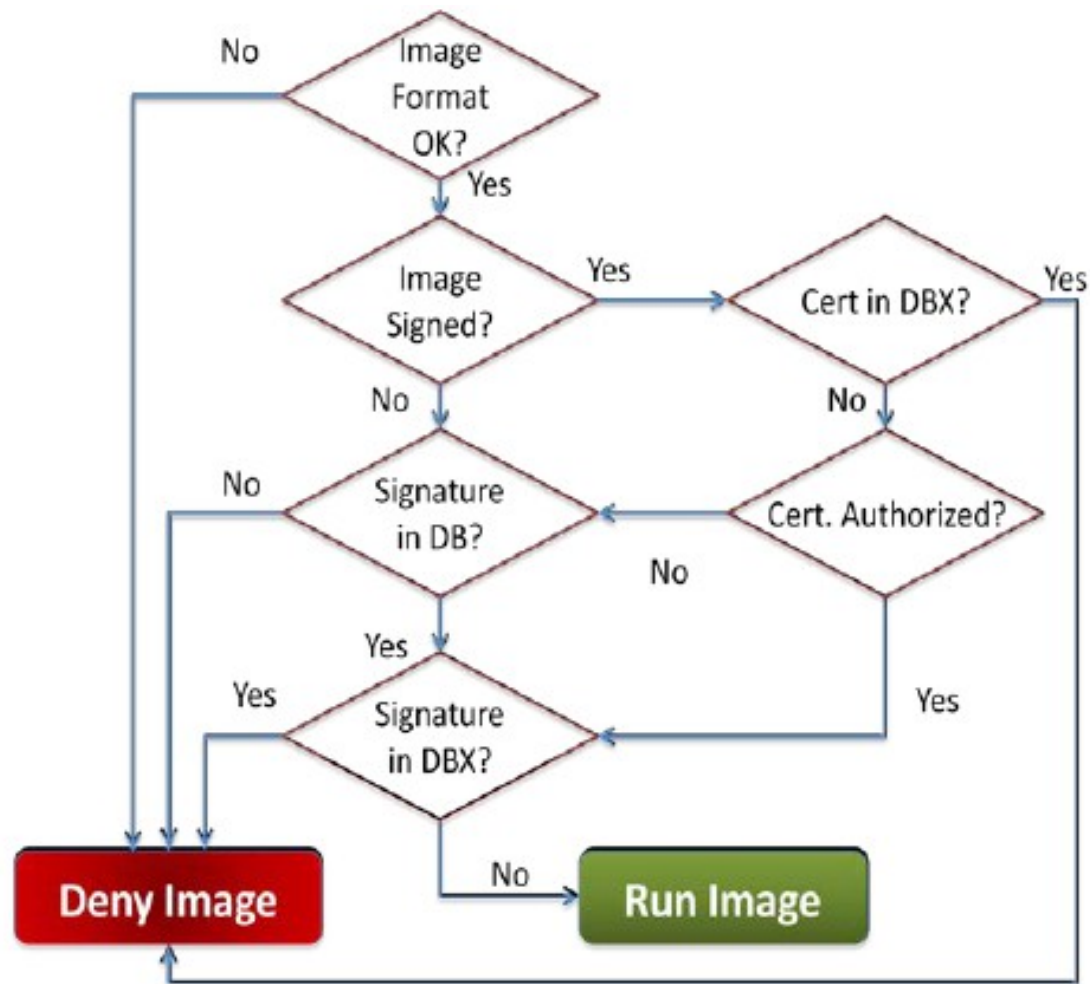 No
Image
Format
OK?
Yes
Image
Signed?
Yes
Cert in DBX?
Yes
No
No
No
Signature
in DB?
Cert. Authorized?
No
Yes
Yes
Signature
in DBX?
Yes
No
Deny Image
Run Image